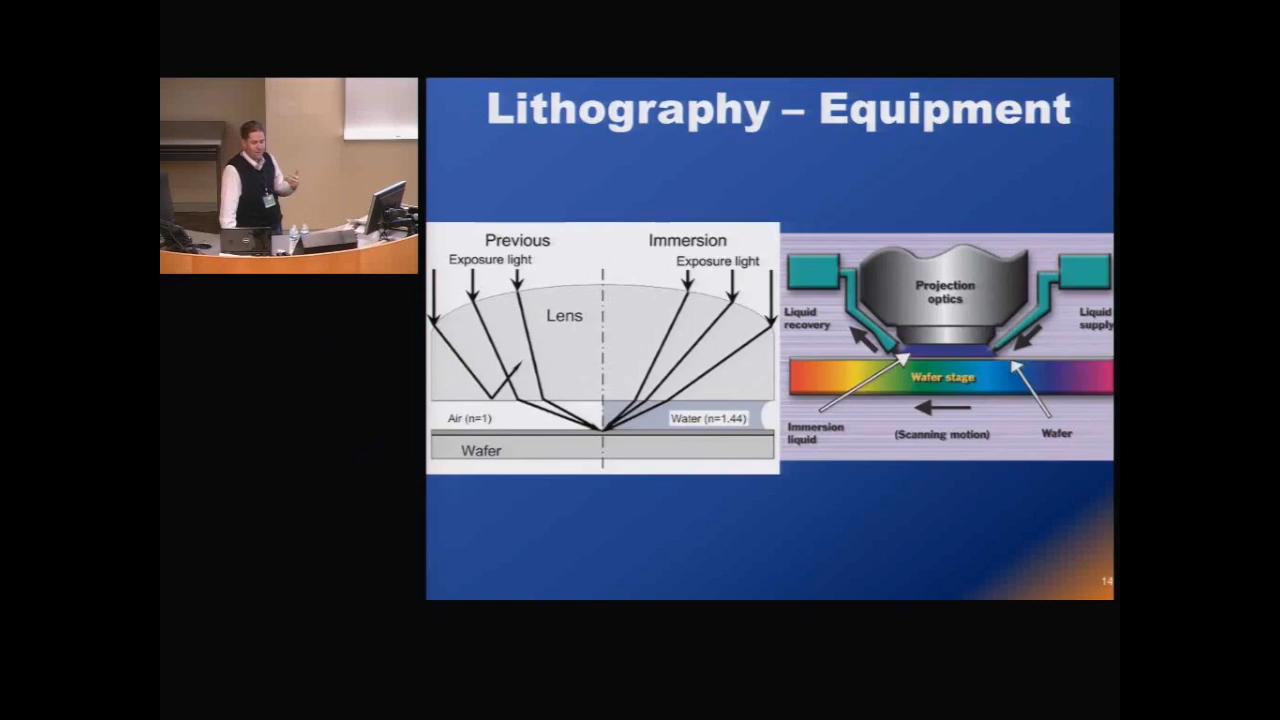 Lithography – Equipment
Previous
Immersion
Exposure light
Exposure light
Lens
Air (n=1)
Water (n=1.44)
Wafer
Projection
optics
Liquid
recovery
Liquid
supply
Wafer stage
Immersion
liquid
(Scanning motion)
Wafer
14